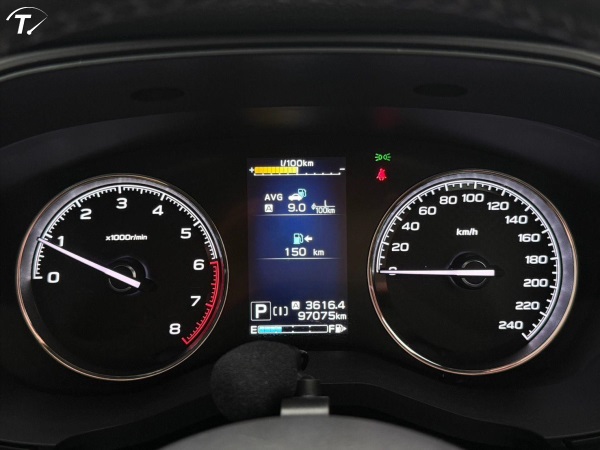 T.
l/100km
+ -
AVG
A 9.0 100km
150 km
P [ ( ) ] A 3616.4
97075km
E F
0 1 2 3 4 5 6 7 8
x1000r/min
0 20 40 60 80 100 120 140 160 180 200 220 240
km/h